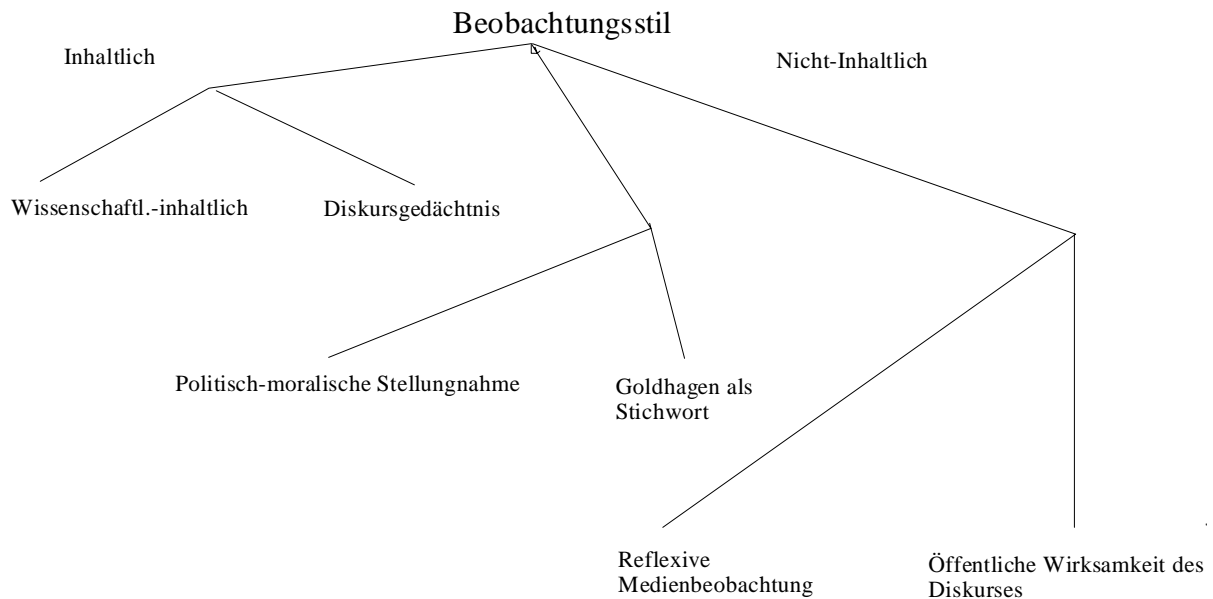 Beobachtungsstil
Inhaltlich
Nicht-Inhaltlich
Wissenschaftl.-inhaltlich
Diskursgedächtnis
Politisch-moralische Stellungnahme
Goldhagen als
Stichwort
Reflexive
Medienbeobachtung
Öffentliche Wirksamkeit des
Diskurses